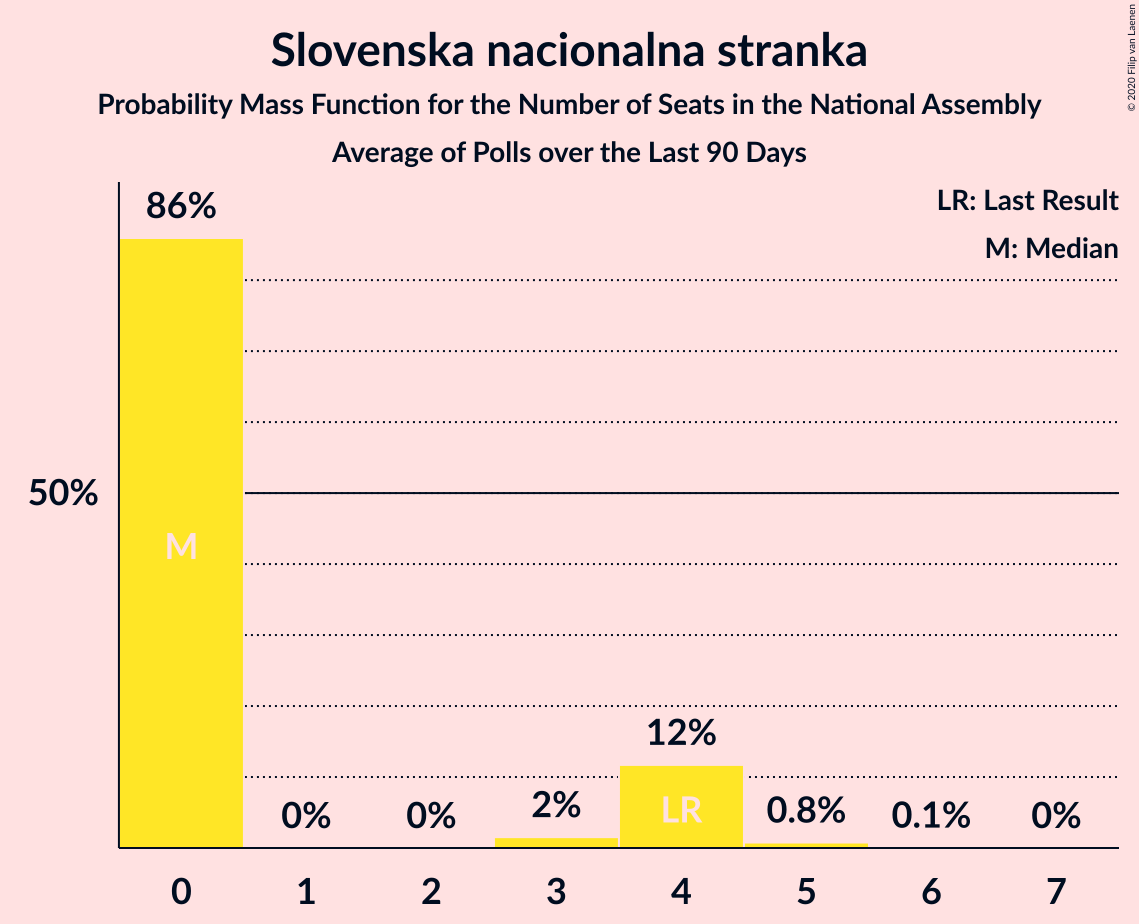 Slovenska nacionalna stranka
Probability Mass Function for the Number of Seats in the National Assembly
Average of Polls over the Last 90 Days
© 2020 Filip van Laenen
LR: Last Result
M: Median
86%
50%
M
12%
LR
0%
0%
2%
0.8%
0.1%
0%
0 1 2 3 4 5 6 7